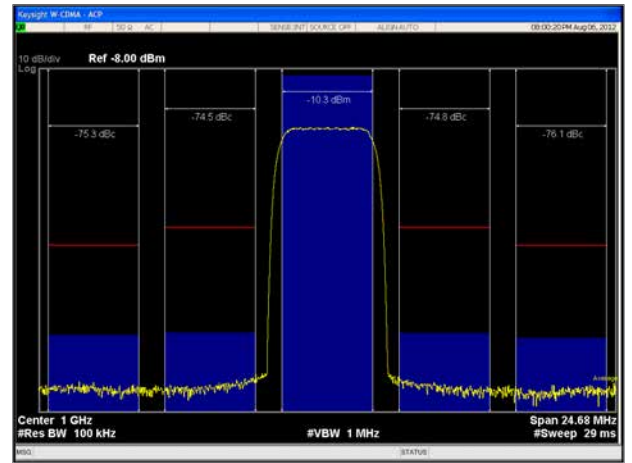 Keysight W-CDMA - ACP
RF 50 Ω AC SENSE:INT SOURCE OFF ALIGN AUTO 08:00:20 PM Aug 06, 2012
10 dB/div Ref -8.00 dBm
Log
-10.3 dBm
-74.5 dBc -74.8 dBc
-75.3 dBc -76.1 dBc
Average
Center 1 GHz Span 24.68 MHz
#Res BW 100 kHz #VBW 1 MHz #Sweep 29 ms
MSG STATUS